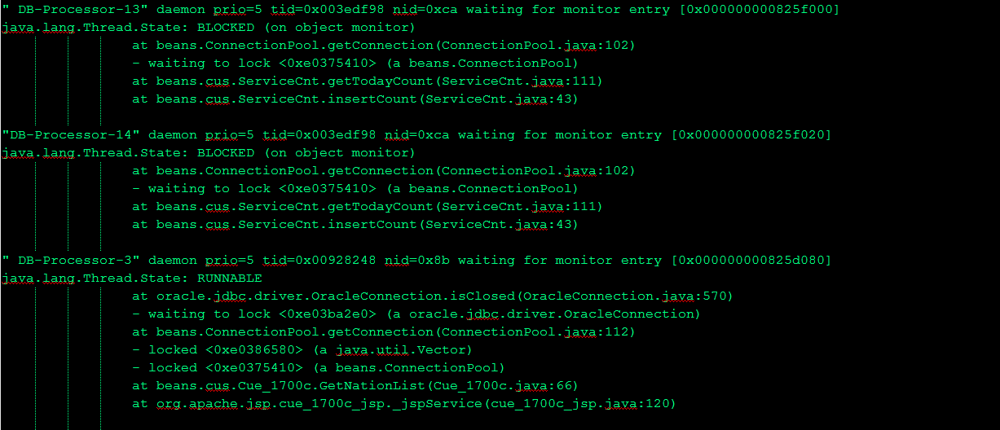 " DB-Processor-13" daemon prio=5 tid=0x003edf98 nid=0xca waiting for monitor entry [0x000000000825f000]
java.lang.Thread.State: BLOCKED (on object monitor)
at beans.ConnectionPool.getConnection(ConnectionPool.java:102)
- waiting to lock <0xe0375410> (a beans.ConnectionPool)
at beans.cus.ServiceCnt.getTodayCount(ServiceCnt.java:111)
at beans.cus.ServiceCnt.insertCount(ServiceCnt.java:43)
"DB-Processor-14" daemon prio=5 tid=0x003edf98 nid=0xca waiting for monitor entry [0x000000000825f020]
java.lang.Thread.State: BLOCKED (on object monitor)
at beans.ConnectionPool.getConnection(ConnectionPool.java:102)
- waiting to lock <0xe0375410> (a beans.ConnectionPool)
at beans.cus.ServiceCnt.getTodayCount(ServiceCnt.java:111)
at beans.cus.ServiceCnt.insertCount(ServiceCnt.java:43)
" DB-Processor-3" daemon prio=5 tid=0x00928248 nid=0x8b waiting for monitor entry [0x000000000825d080]
java.lang.Thread.State: RUNNABLE
at oracle.jdbc.driver.OracleConnection.isClosed(OracleConnection.java:570)
- waiting to lock <0xe03ba2e0> (a oracle.jdbc.driver.OracleConnection)
at beans.ConnectionPool.getConnection(ConnectionPool.java:112)
- locked <0xe0386580> (a java.util.Vector)
- locked <0xe0375410> (a beans.ConnectionPool)
at beans.cus.Cue_1700c.GetNationList(Cue_1700c.java:66)
at org.apache.jsp.cue_1700c_jsp._jspService(cue_1700c_jsp.java:120)